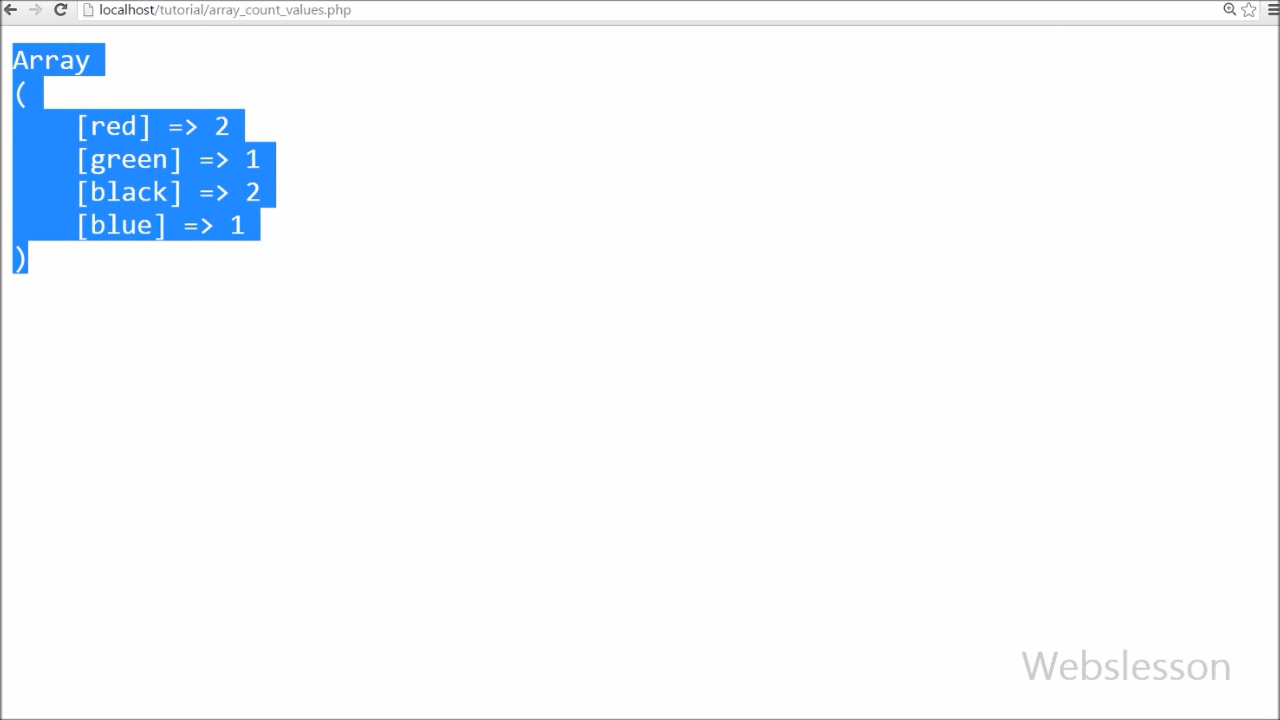 localhost/tutorial/array_count_values.php
Array
(
[red] => 2
[green] => 1
[black] => 2
[blue] => 1
)
Webslesson